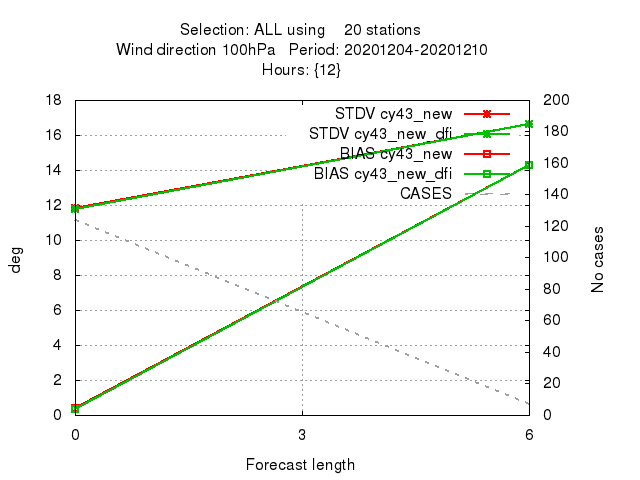 Selection: ALL using 20 stations
Wind direction 100hPa Period: 20201204-20201210
Hours: {12}
18 200
STDV cy43_new
180
16
STDV cy43_new_dfi
160
BIAS cy43_new
14
BIAS cy43_new_dfi
140
CASES
12
120
10
100
8
80
6
60
4
40
2
20
0 0
deg
No cases
0 3 6
Forecast length